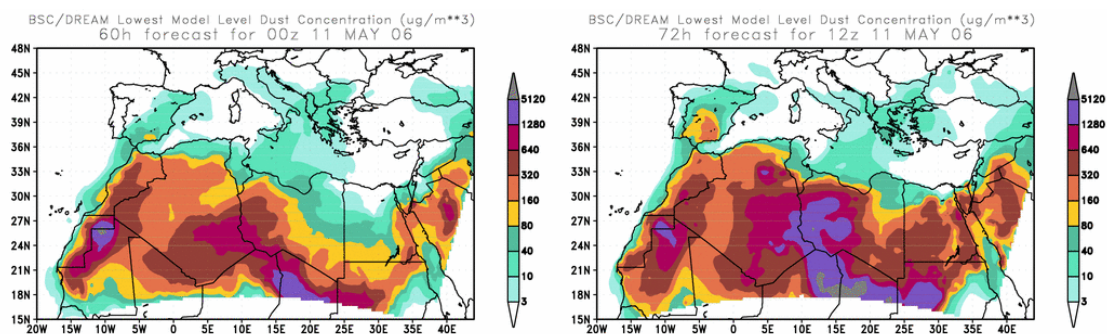 BSC/DREAM Lowest Model Level Dust Concentration (ug/m**3)
60h forecast for 00z 11 MAY 06
48N
45N
42N
39N
36N
33N
30N
27N
24N
21N
18N
15N
20W 15W 10W 5W 0 5E 10E 15E 20E 25E 30E 35E 40E
5120
1280
640
320
160
80
40
10
3
BSC/DREAM Lowest Model Level Dust Concentration (ug/m**3)
72h forecast for 12z 11 MAY 06
48N
45N
42N
39N
36N
33N
30N
27N
24N
21N
18N
15N
20W 15W 10W 5W 0 5E 10E 15E 20E 25E 30E 35E 40E
5120
1280
640
320
160
80
40
10
3